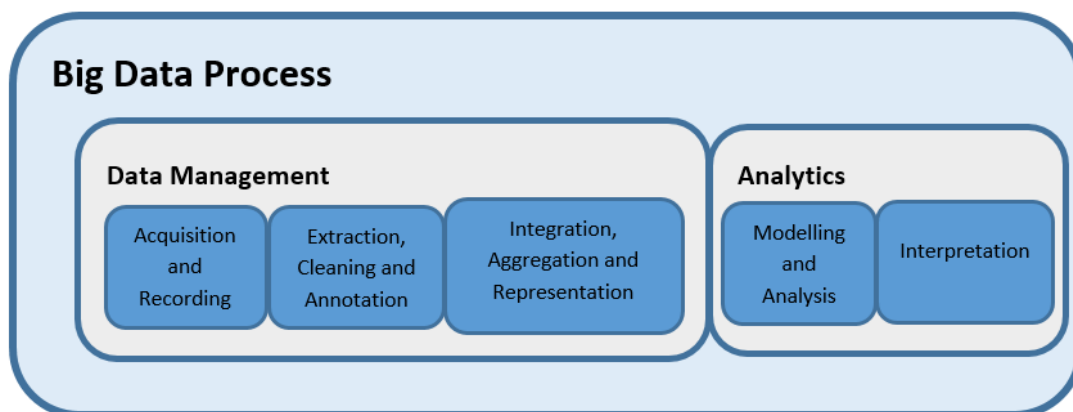 Big Data Process
Data Management
Acquisition
and
Recording
Extraction,
Cleaning and
Annotation
Integration,
Aggregation and
Representation
Analytics
Modelling
and
Analysis
Interpretation